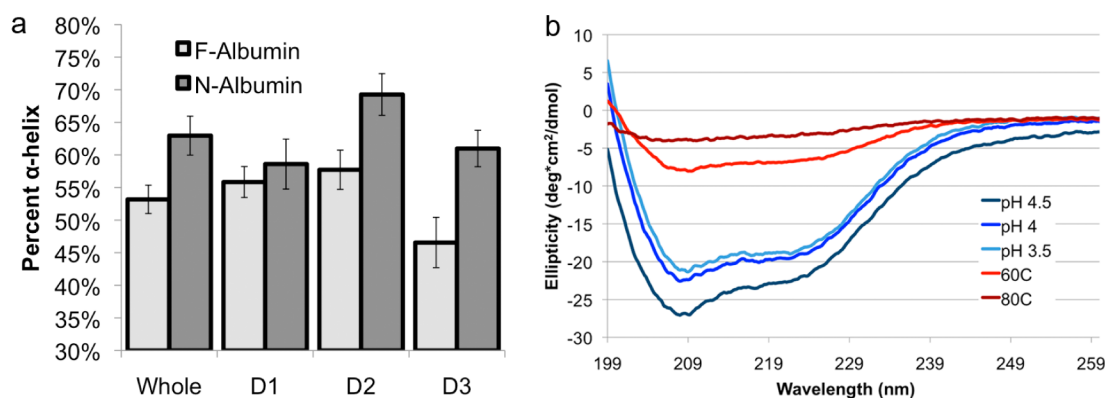 a
80%
75%
70%
65%
60%
55%
50%
45%
40%
35%
30%
Percent α-helix
F-Albumin
N-Albumin
Whole D1 D2 D3
b
10
5
0
-5
-10
-15
-20
-25
-30
Ellipticity (deg*cm²/dmol)
pH 4.5
pH 4
pH 3.5
60C
80C
199 209 219 229 239 249 259
Wavelength (nm)